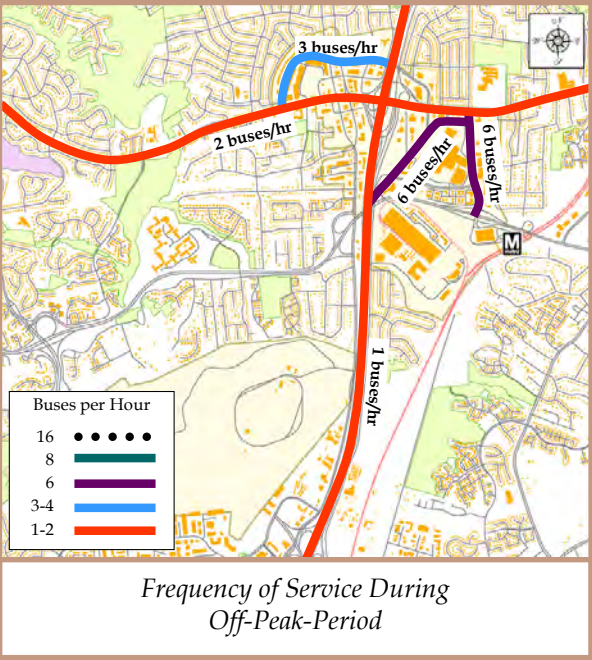 3 buses/hr
2 buses/hr
6 buses/hr
6 buses/hr
M
1 buses/hr
Buses per Hour
16
8
6
3-4
1-2
Frequency of Service During
Off-Peak-Period